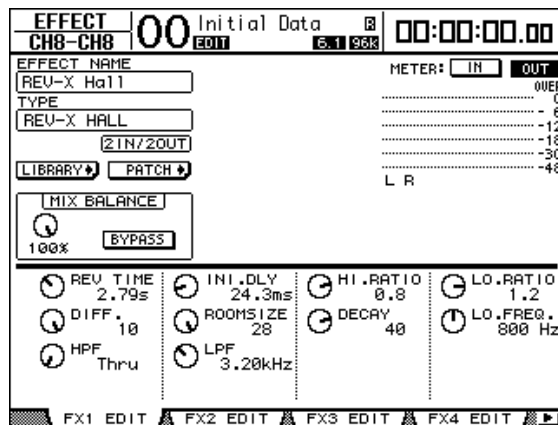 EFFECT
CH8-CH8
00 Initial Data R
EDIT 6.1 96k
00:00:00.00
EFFECT NAME
REV-X Hall
TYPE
REV-X HALL
2IN/20UT
LIBRARY PATCH
METER: IN OUT
OVER
0
- 6
-12
-18
-30
-48
L R
MIX BALANCE
100% BYPASS
REV TIME 2.79s
INI.DLY 24.3ms
HI.RATIO 0.8
LO.RATIO 1.2
DIFF. 10
ROOMSIZE 28
DECAY 40
LO.FREQ. 800 Hz
HPF Thru
LPF 3.20kHz
FX1 EDIT FX2 EDIT FX3 EDIT FX4 EDIT